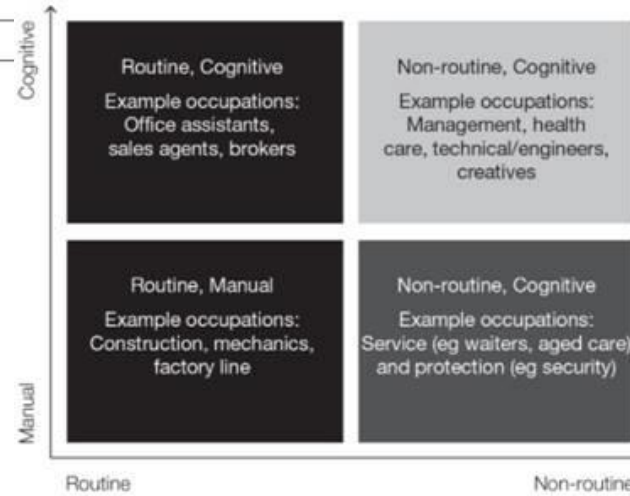 Cognitive
Routine, Cognitive
Example occupations:
Office assistants,
sales agents, brokers
Non-routine, Cognitive
Example occupations:
Management, health
care, technical/engineers,
creatives
Manual
Routine, Manual
Example occupations:
Construction, mechanics,
factory line
Non-routine, Cognitive
Example occupations:
Service (eg waiters, aged care)
and protection (eg security)
Routine
Non-routine